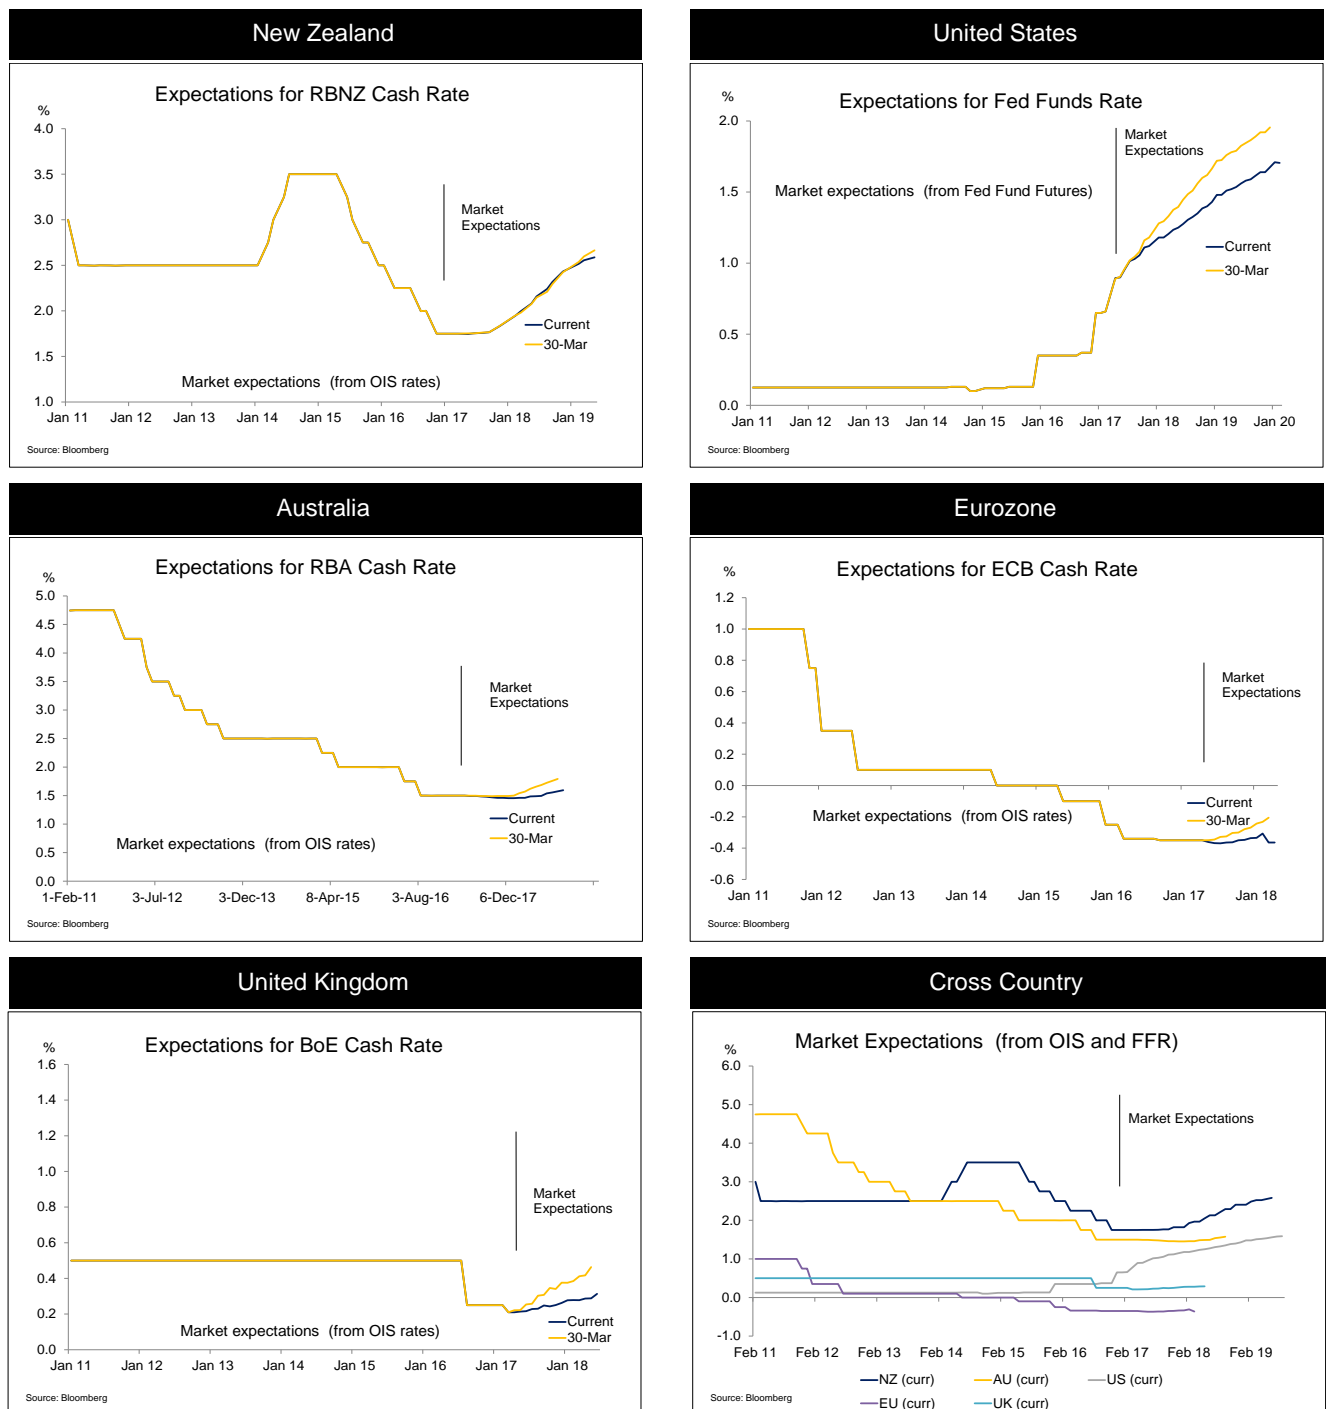 New Zealand
Expectations for RBNZ Cash Rate
%
4.0
3.5
3.0
2.5
2.0
1.5
1.0
Market
Expectations
Current
30-Mar
Market expectations (from OIS rates)
Jan 11 Jan 12 Jan 13 Jan 14 Jan 15 Jan 16 Jan 17 Jan 18 Jan 19
Source: Bloomberg
United States
Expectations for Fed Funds Rate
%
2.0
1.5
1.0
0.5
0.0
Market
Expectations
Market expectations (from Fed Fund Futures)
Current
30-Mar
Jan 11 Jan 12 Jan 13 Jan 14 Jan 15 Jan 16 Jan 17 Jan 18 Jan 19 Jan 20
Source: Bloomberg
Australia
Expectations for RBA Cash Rate
%
5.0
4.5
4.0
3.5
3.0
2.5
2.0
1.5
1.0
0.5
0.0
Market
Expectations
Current
30-Mar
Market expectations (from OIS rates)
1-Feb-11 3-Jul-12 3-Dec-13 8-Apr-15 3-Aug-16 6-Dec-17
Source: Bloomberg
Eurozone
Expectations for ECB Cash Rate
%
1.2
1.0
0.8
0.6
0.4
0.2
0.0
-0.2
-0.4
-0.6
Market
Expectations
Current
30-Mar
Market expectations (from OIS rates)
Jan 11 Jan 12 Jan 13 Jan 14 Jan 15 Jan 16 Jan 17 Jan 18
Source: Bloomberg
United Kingdom
Expectations for BoE Cash Rate
%
1.6
1.4
1.2
1.0
0.8
0.6
0.4
0.2
0.0
Market
Expectations
Current
30-Mar
Market expectations (from OIS rates)
Jan 11 Jan 12 Jan 13 Jan 14 Jan 15 Jan 16 Jan 17 Jan 18
Source: Bloomberg
Cross Country
Market Expectations (from OIS and FFR)
%
6.0
5.0
4.0
3.0
2.0
1.0
0.0
-1.0
Market Expectations
Feb 11 Feb 12 Feb 13 Feb 14 Feb 15 Feb 16 Feb 17 Feb 18 Feb 19
NZ (curr) AU (curr) US (curr)
EU (curr) UK (curr)
Source: Bloomberg